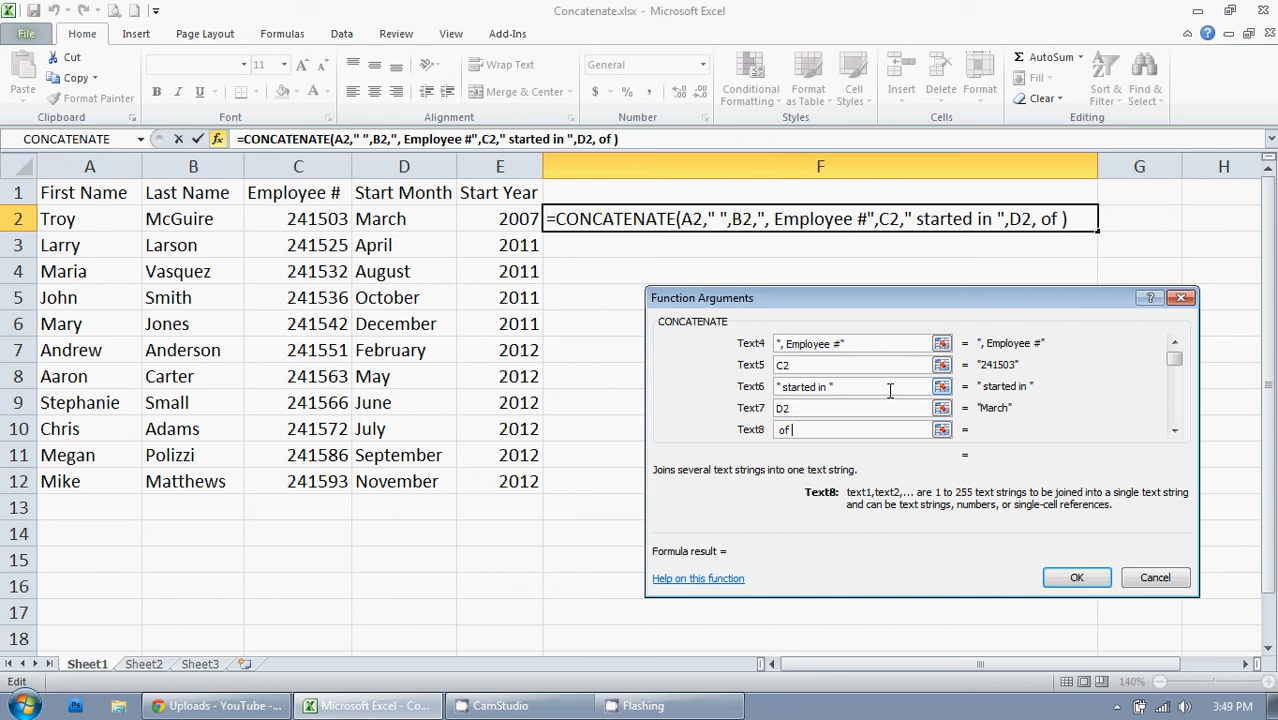 Concatenate.xlsx - Microsoft Excel
File Home Insert Page Layout Formulas Data Review View Add-Ins
Paste Cut Copy Format Painter
Clipboard
11 A A
B I U A
Font
Wrap Text
Merge & Center
Alignment
General
$ % , .0 .00 .00 .0
Number
Conditional Formatting Format as Table Cell Styles
Styles
Insert Delete Format
Cells
Σ AutoSum Fill Clear Sort & Filter Find & Select
Editing
CONCATENATE fx =CONCATENATE(A2," ",B2,", Employee #",C2," started in ",D2, of )
A B C D E F G H
1 First Name Last Name Employee # Start Month Start Year
2 Troy McGuire 241503 March 2007 =CONCATENATE(A2," ",B2,", Employee #",C2," started in ",D2, of )
3 Larry Larson 241525 April 2011
4 Maria Vasquez 241532 August 2011
5 John Smith 241536 October 2011
6 Mary Jones 241542 December 2011
7 Andrew Anderson 241551 February 2012
8 Aaron Carter 241563 May 2012
9 Stephanie Small 241566 June 2012
10 Chris Adams 241572 July 2012
11 Megan Polizzi 241586 September 2012
12 Mike Matthews 241593 November 2012
13
14
15
16
17
18
Function Arguments ?
CONCATENATE
Text4 ", Employee #" = ", Employee #"
Text5 C2 = "241503"
Text6 " started in " = " started in "
Text7 D2 = "March"
Text8 of =
=
Joins several text strings into one text string.
Text8: text1,text2,... are 1 to 255 text strings to be joined into a single text string
and can be text strings, numbers, or single-cell references.
Formula result =
Help on this function OK Cancel
Sheet1 Sheet2 Sheet3
Edit 140%
Ps Uploads - YouTube -... Microsoft Excel - Co... CamStudio Flashing 3:49 PM